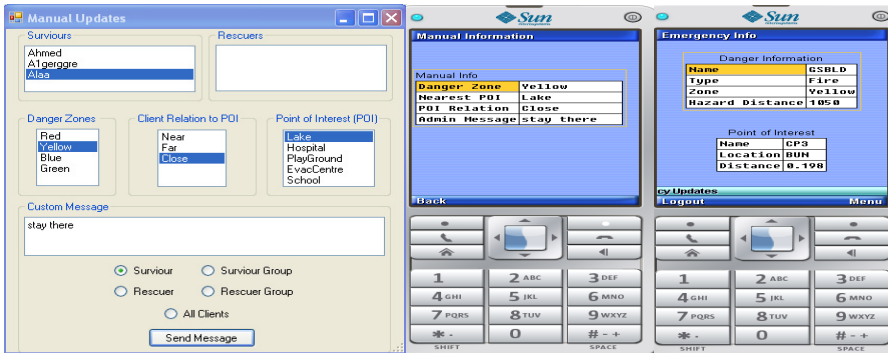 Manual Updates
Surviours
Ahmed
A1gerggre
Alaa
Rescuers
Danger Zones
Red
Yellow
Blue
Green
Client Relation to POI
Near
Far
Close
Point of Interest (POI)
Lake
Hospital
PlayGround
EvacCentre
School
Custom Message
stay there
Surviour
Surviour Group
Rescuer
Rescuer Group
All Clients
Send Message
Sun
Manual Information
Manual Info
Danger Zone Yellow
Nearest POI Lake
POI Relation Close
Admin Message stay there
Back
1 2 ABC 3 DEF
4 GHI 5 JKL 6 MNO
7 PQRS 8 TUV 9 WXYZ
* . 0 # - +
SHIFT SPACE
Sun
Emergency Info
Danger Information
Name GSBLD
Type Fire
Zone Yellow
Hazard Distance 1050
Point of Interest
Name CP3
Location BUN
Distance 0.198
cy Updates
Logout Menu
1 2 ABC 3 DEF
4 GHI 5 JKL 6 MNO
7 PQRS 8 TUV 9 WXYZ
* . 0 # - +
SHIFT SPACE